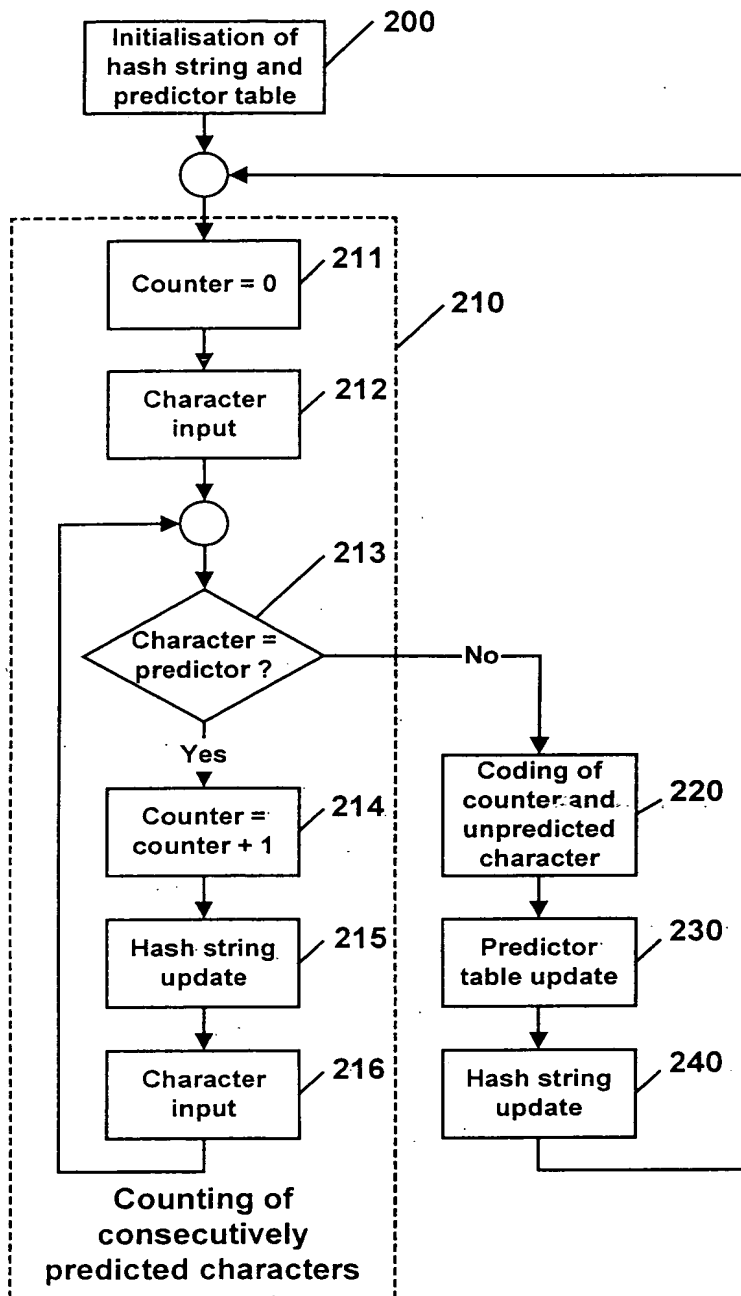 200
Initialisation of
hash string and
predictor table
211
Counter = 0
210
212
Character
input
213
Character =
predictor ?
No
Yes
214
Counter =
counter + 1
220
Coding of
counter and
unpredicted
character
215
Hash string
update
230
Predictor
table update
216
Character
input
240
Hash string
update
Counting of
consecutively
predicted characters